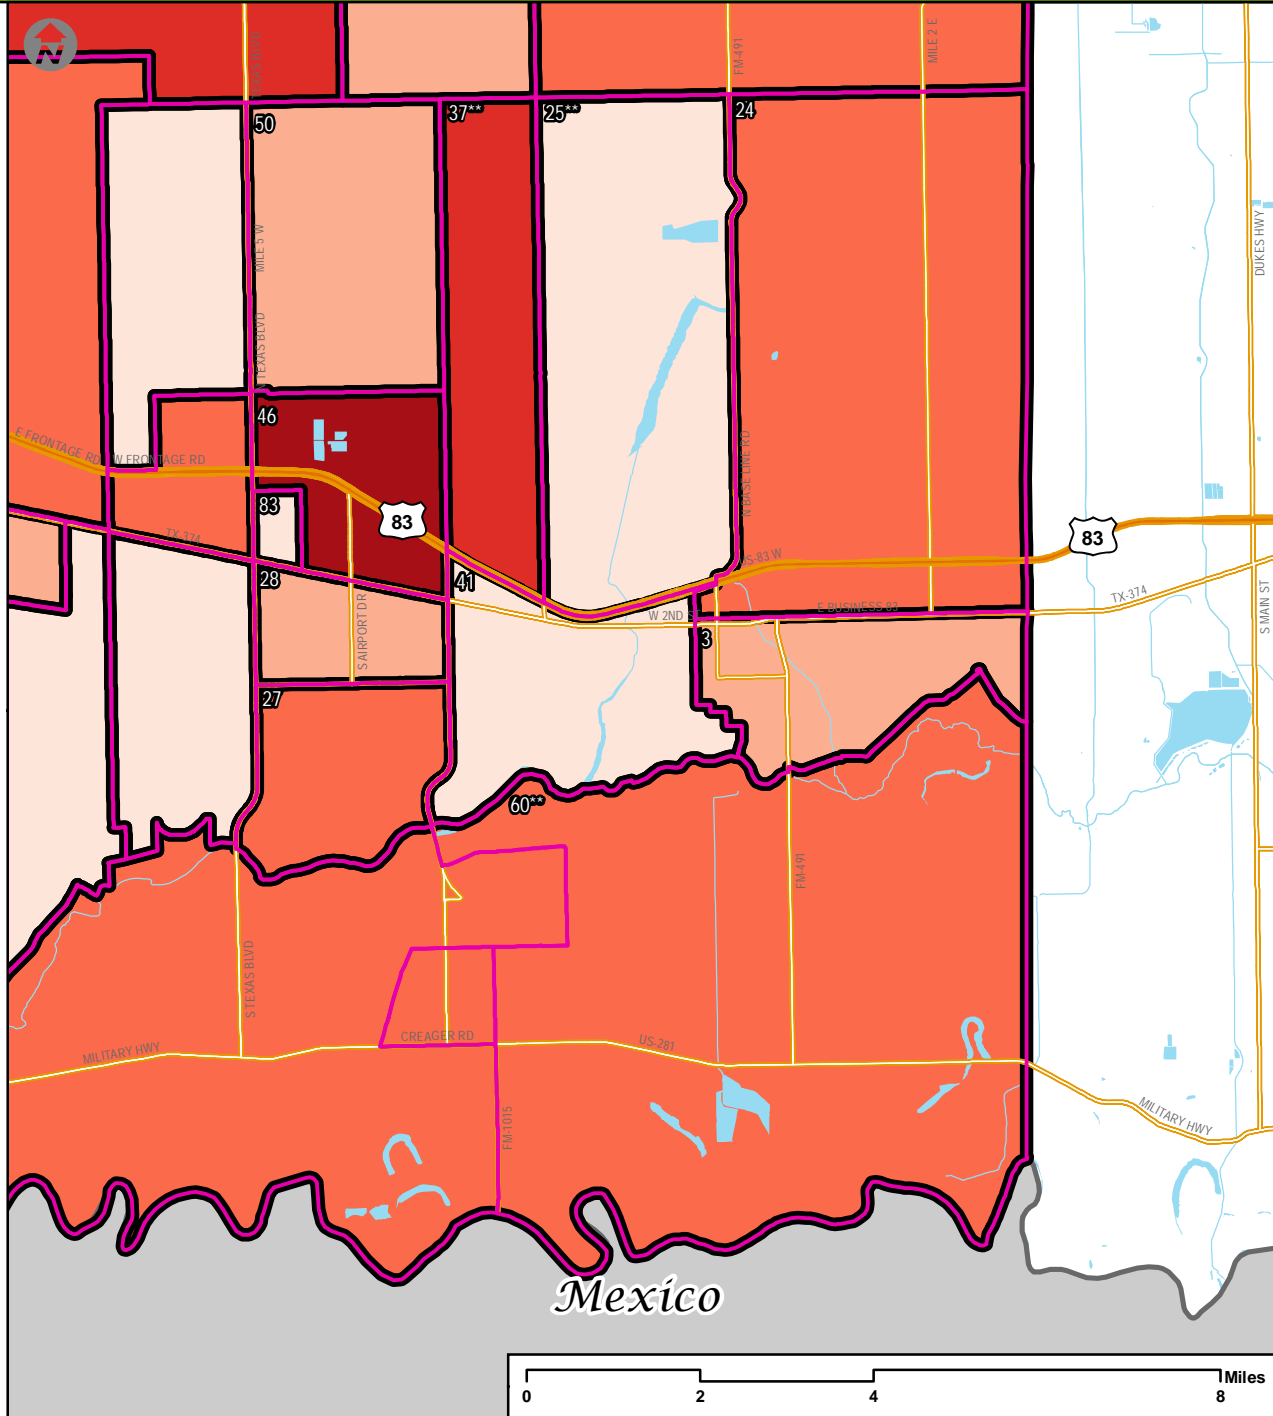 N
TEXAS BLVD
FM-491
MILE 2 E
50
37**
25**
24
MILE 5 W
DUKES HWY
N TEXAS BLVD
46
E FRONTAGE RD
W FRONTAGE RD
N BASE LINE RD
83
83
83
TX-374
US-83 W
28
41
S AIRPORT DR
W 2ND ST
E BUSINESS 83
TX-374
S MAIN ST
3
27
60**
FM-491
S TEXAS BLVD
CREAGER RD
US-281
MILITARY HWY
FM-1015
MILITARY HWY
Mexico
Miles
0 2 4 8